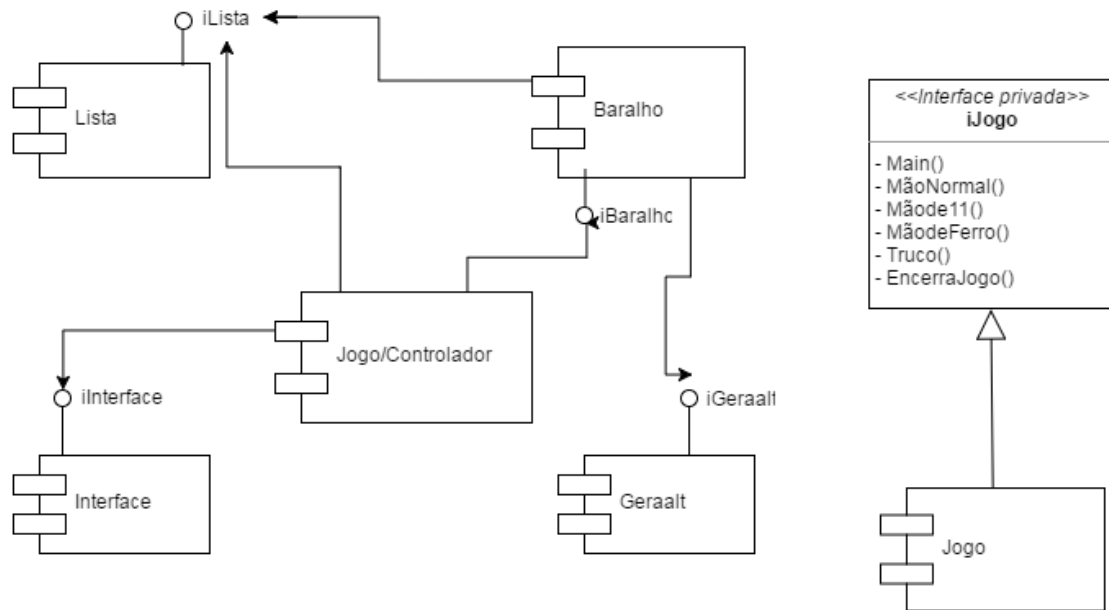 iLista
Lista
Baralho
iBaralhc
Jogo/Controlador
iInterface
Interface
iGeraalt
Geraalt
<<Interface privada>>
iJogo
- Main()
- MãoNormal()
- Mãode11()
- MãodeFerro()
- Truco()
- EncerraJogo()
Jogo